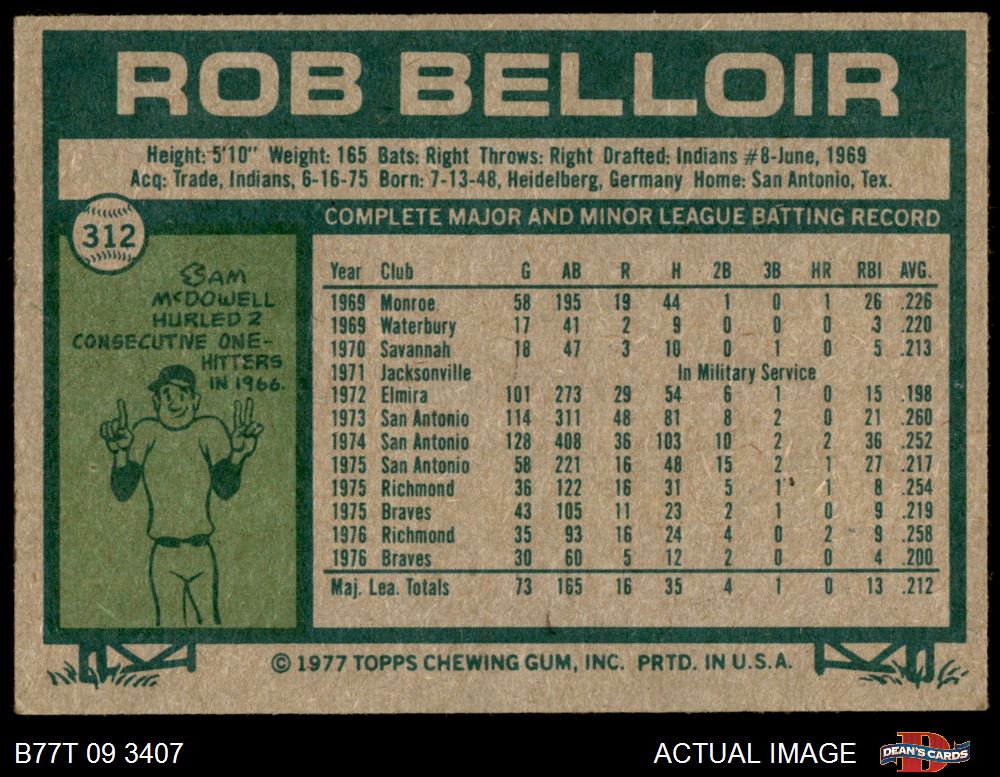 ROB BELLOIR
Height: 5'10" Weight: 165 Bats: Right Throws: Right Drafted: Indians #8-June, 1969
Acq: Trade, Indians, 6-16-75 Born: 7-13-48, Heidelberg, Germany Home: San Antonio, Tex.
312
COMPLETE MAJOR AND MINOR LEAGUE BATTING RECORD
SAM
McDOWELL
HURLED 2
CONSECUTIVE ONE-
HITTERS
IN 1966.
Year Club G AB R H 2B 3B HR RBI AVG.
1969 Monroe 58 195 19 44 1 0 1 26 .226
1969 Waterbury 17 41 2 9 0 0 0 3 .220
1970 Savannah 18 47 3 10 0 1 0 5 .213
1971 Jacksonville In Military Service
1972 Elmira 101 273 29 54 6 1 0 15 .198
1973 San Antonio 114 311 48 81 8 2 0 21 .260
1974 San Antonio 128 408 36 103 10 2 2 36 .252
1975 San Antonio 58 221 16 48 15 2 1 27 .217
1975 Richmond 36 122 16 31 5 1 1 8 .254
1975 Braves 43 105 11 23 2 1 0 9 .219
1976 Richmond 35 93 16 24 4 0 2 9 .258
1976 Braves 30 60 5 12 2 0 0 4 .200
Maj. Lea. Totals 73 165 16 35 4 1 0 13 .212
© 1977 TOPPS CHEWING GUM, INC. PRTD. IN U.S.A.
B77T 09 3407
ACTUAL IMAGE
D
DEAN'S CARDS